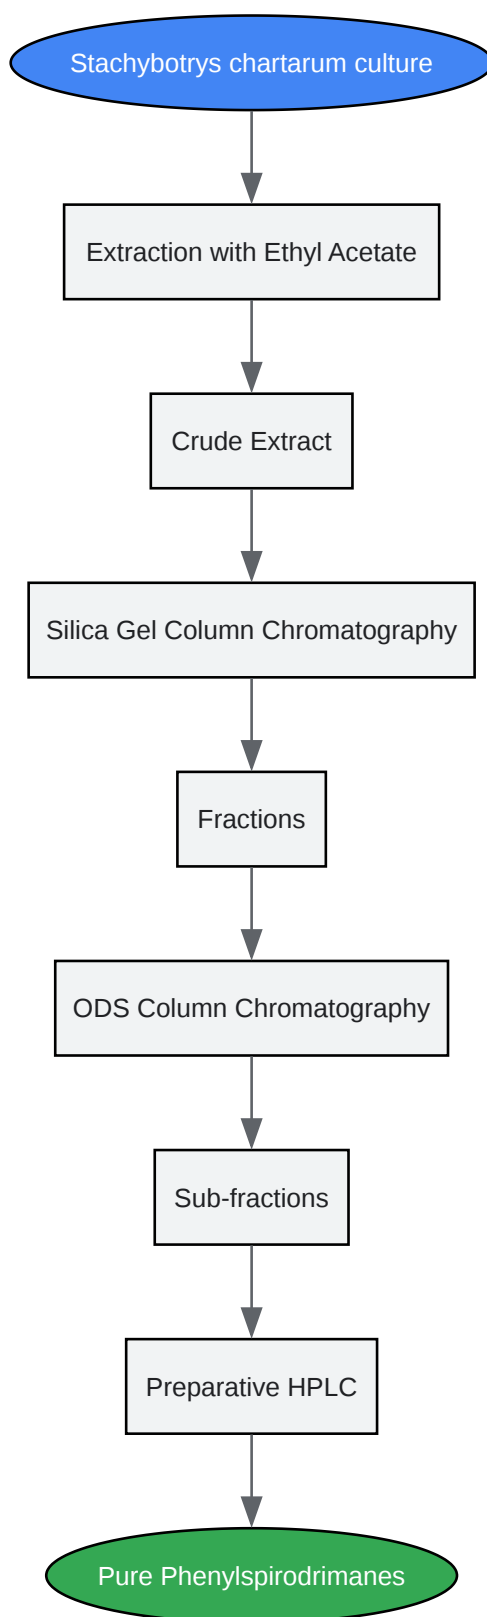 Stachybotrys chartarum culture
Extraction with Ethyl Acetate
Crude Extract
Silica Gel Column Chromatography
Fractions
ODS Column Chromatography
Sub-fractions
Preparative HPLC
Pure Phenylspirodrimanes